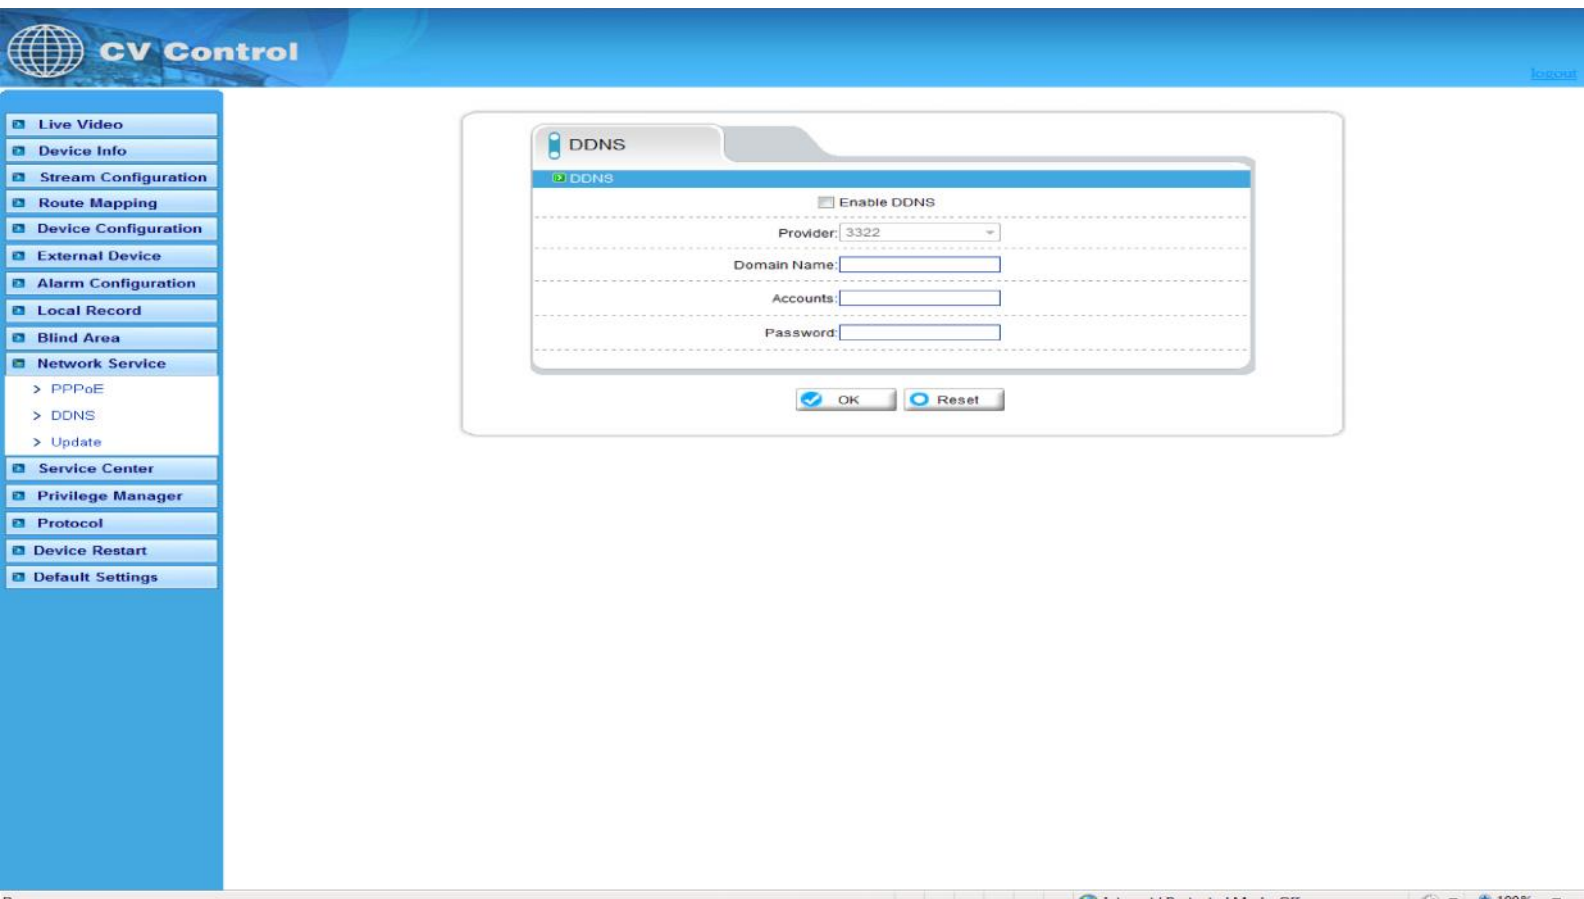 CV Control
logout
Live Video
Device Info
Stream Configuration
Route Mapping
Device Configuration
External Device
Alarm Configuration
Local Record
Blind Area
Network Service
> PPPoE
> DDNS
> Update
Service Center
Privilege Manager
Protocol
Device Restart
Default Settings
DDNS
DDNS
Enable DDNS
Provider: 3322
Domain Name:
Accounts:
Password:
OK
Reset
100%